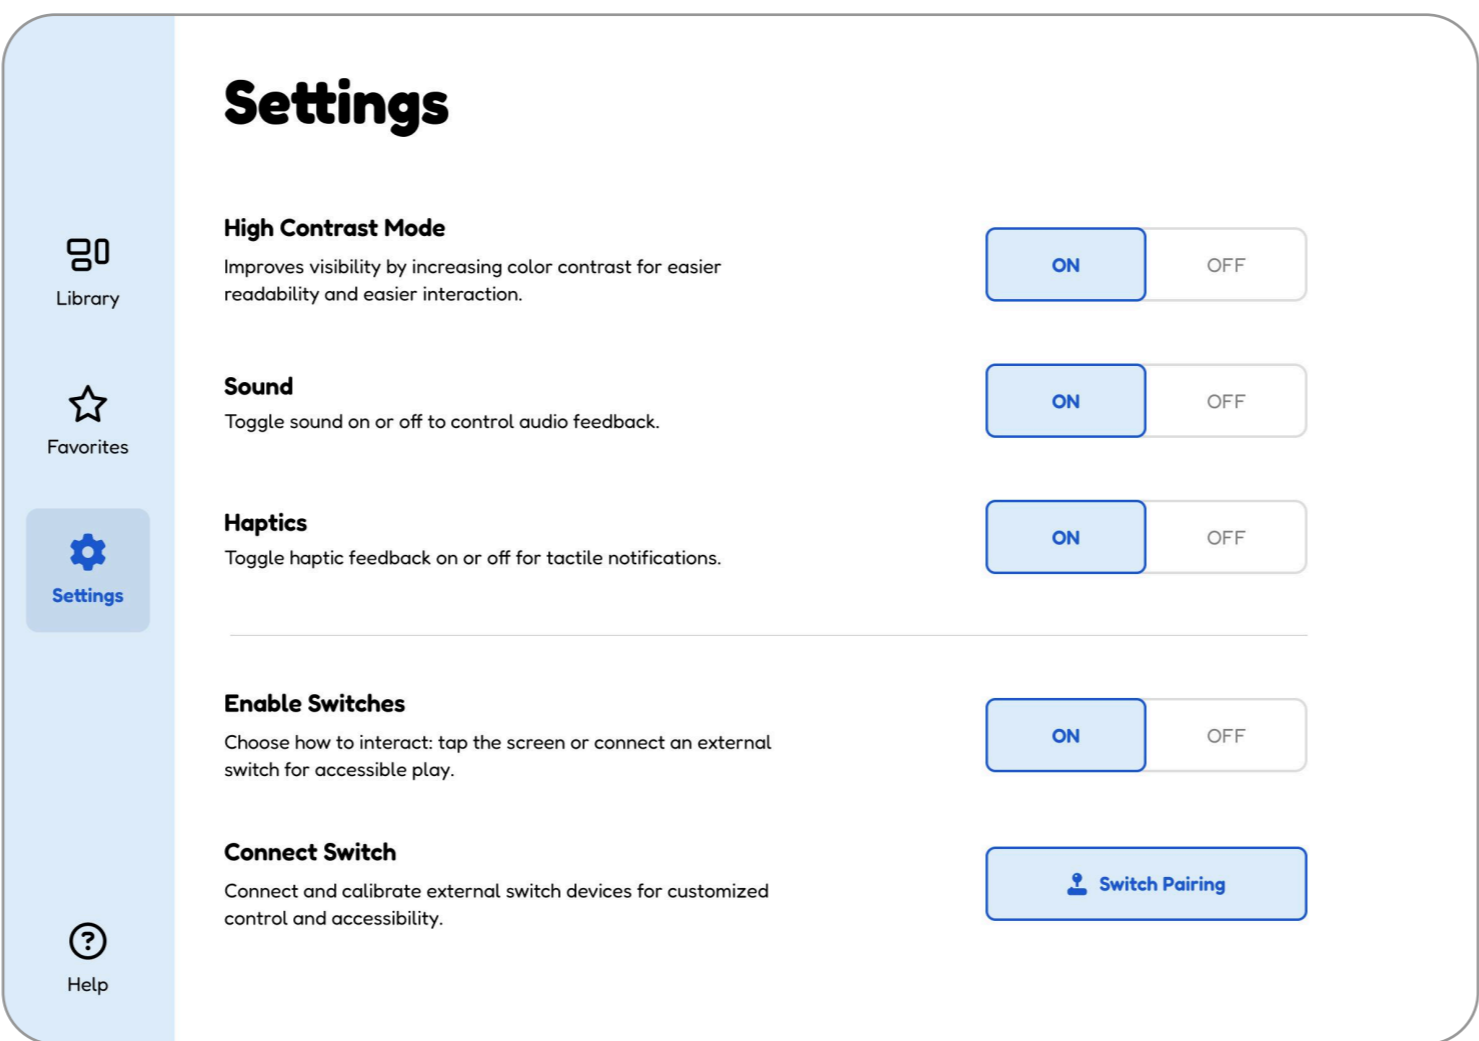 Settings
Library
Favorites
Settings
Help
High Contrast Mode
Improves visibility by increasing color contrast for easier
readability and easier interaction.
ON
OFF
Sound
Toggle sound on or off to control audio feedback.
ON
OFF
Haptics
Toggle haptic feedback on or off for tactile notifications.
ON
OFF
Enable Switches
Choose how to interact: tap the screen or connect an external
switch for accessible play.
ON
OFF
Connect Switch
Connect and calibrate external switch devices for customized
control and accessibility.
Switch Pairing